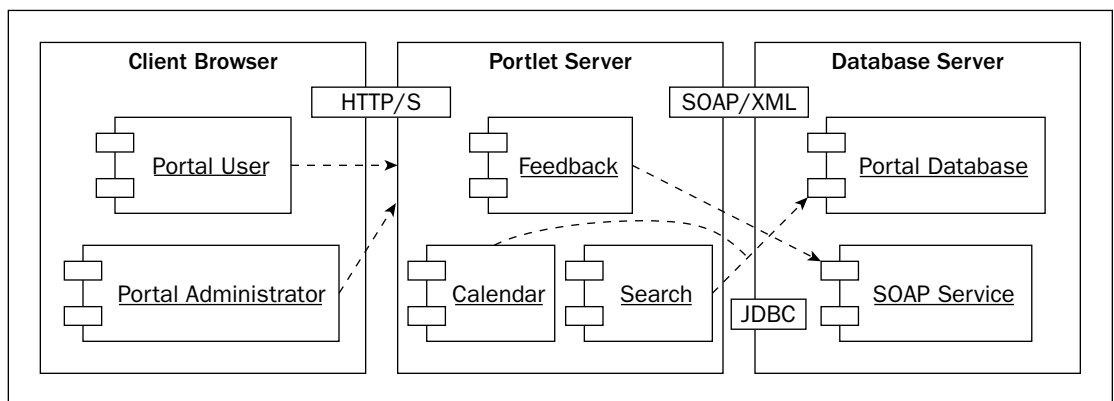 Client Browser
Portlet Server
Database Server
HTTP/S
SOAP/XML
Portal User
Feedback
Portal Database
Portal Administrator
Calendar
Search
SOAP Service
JDBC